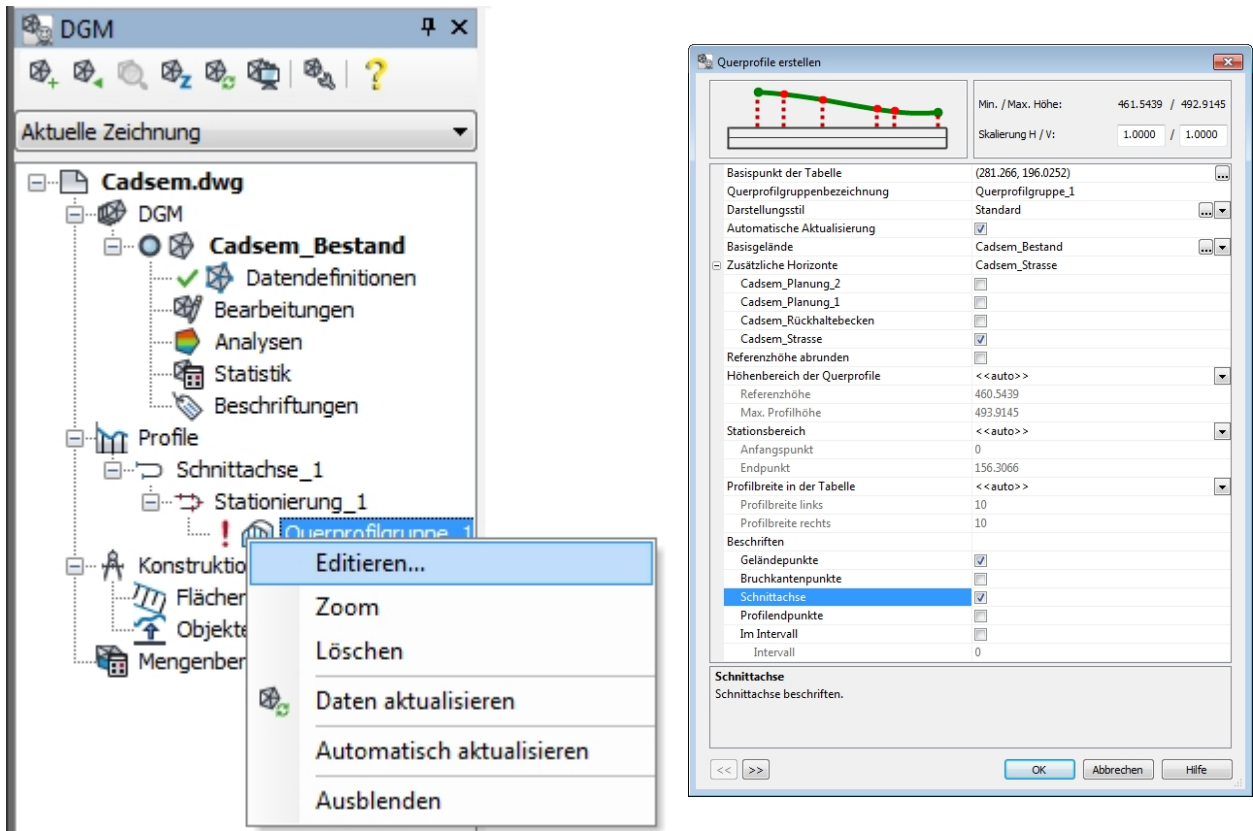 DGM
Aktuelle Zeichnung
Cadsem.dwg
DGM
Cadsem_Bestand
Datendefinitionen
Bearbeitungen
Analysen
Statistik
Beschriftungen
Profile
Schnittachse_1
Stationierung_1
Querprofilgruppe_1
Konstruktio
Flächen
Objekte
Mengenber
Editieren...
Zoom
Löschen
Daten aktualisieren
Automatisch aktualisieren
Ausblenden
Querprofile erstellen
Min. / Max. Höhe: 461.5439 / 492.9145
Skalierung H / V: 1.0000 / 1.0000
Basispunkt der Tabelle (281.266, 196.0252) ...
Querprofilgruppenbezeichnung Querprofilgruppe_1
Darstellungsstil Standard ...
Automatische Aktualisierung
Basisgelände Cadsem_Bestand ...
Zusätzliche Horizonte Cadsem_Strasse
Cadsem_Planung_2
Cadsem_Planung_1
Cadsem_Rückhaltebecken
Cadsem_Strasse
Referenzhöhe abrunden
Höhenbereich der Querprofile <<auto>>
Referenzhöhe 460.5439
Max. Profilhöhe 493.9145
Stationsbereich <<auto>>
Anfangspunkt 0
Endpunkt 156.3066
Profilbreite in der Tabelle <<auto>>
Profilbreite links 10
Profilbreite rechts 10
Beschriften
Geländepunkte
Bruchkantenpunkte
Schnittachse
Profilendpunkte
Im Intervall
Intervall 0
Schnittachse
Schnittachse beschriften.
<< >> OK Abbrechen Hilfe